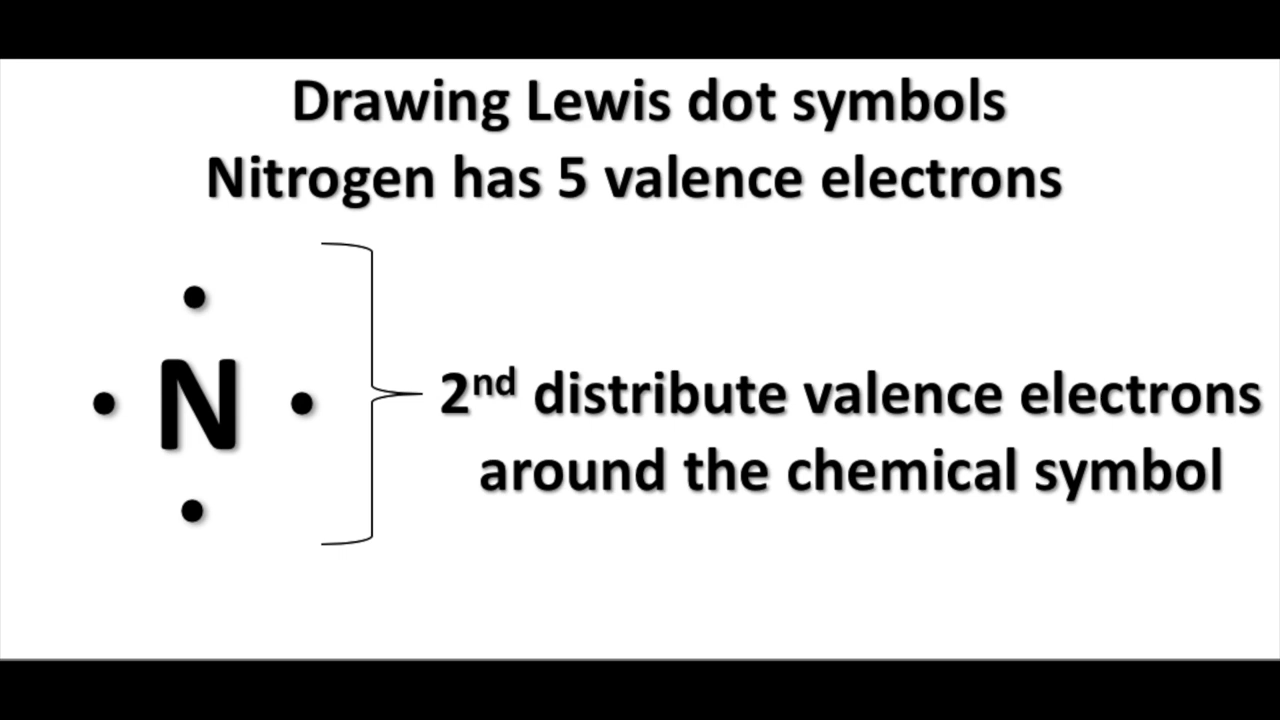 Drawing Lewis dot symbols
Nitrogen has 5 valence electrons
N
2nd distribute valence electrons
around the chemical symbol